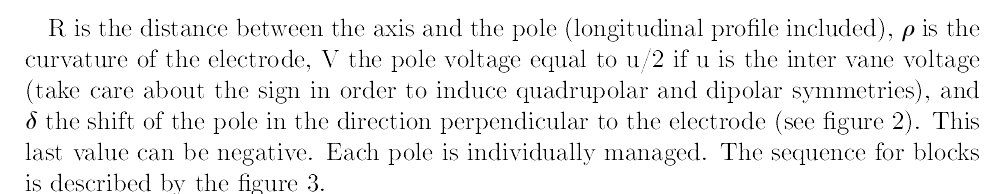 R is the distance between the axis and the pole (longitudinal profile included), ρ is the
curvature of the electrode, V the pole voltage equal to u/2 if u is the inter vane voltage
(take care about the sign in order to induce quadrupolar and dipolar symmetries), and
δ the shift of the pole in the direction perpendicular to the electrode (see figure 2). This
last value can be negative. Each pole is individually managed. The sequence for blocks
is described by the figure 3.